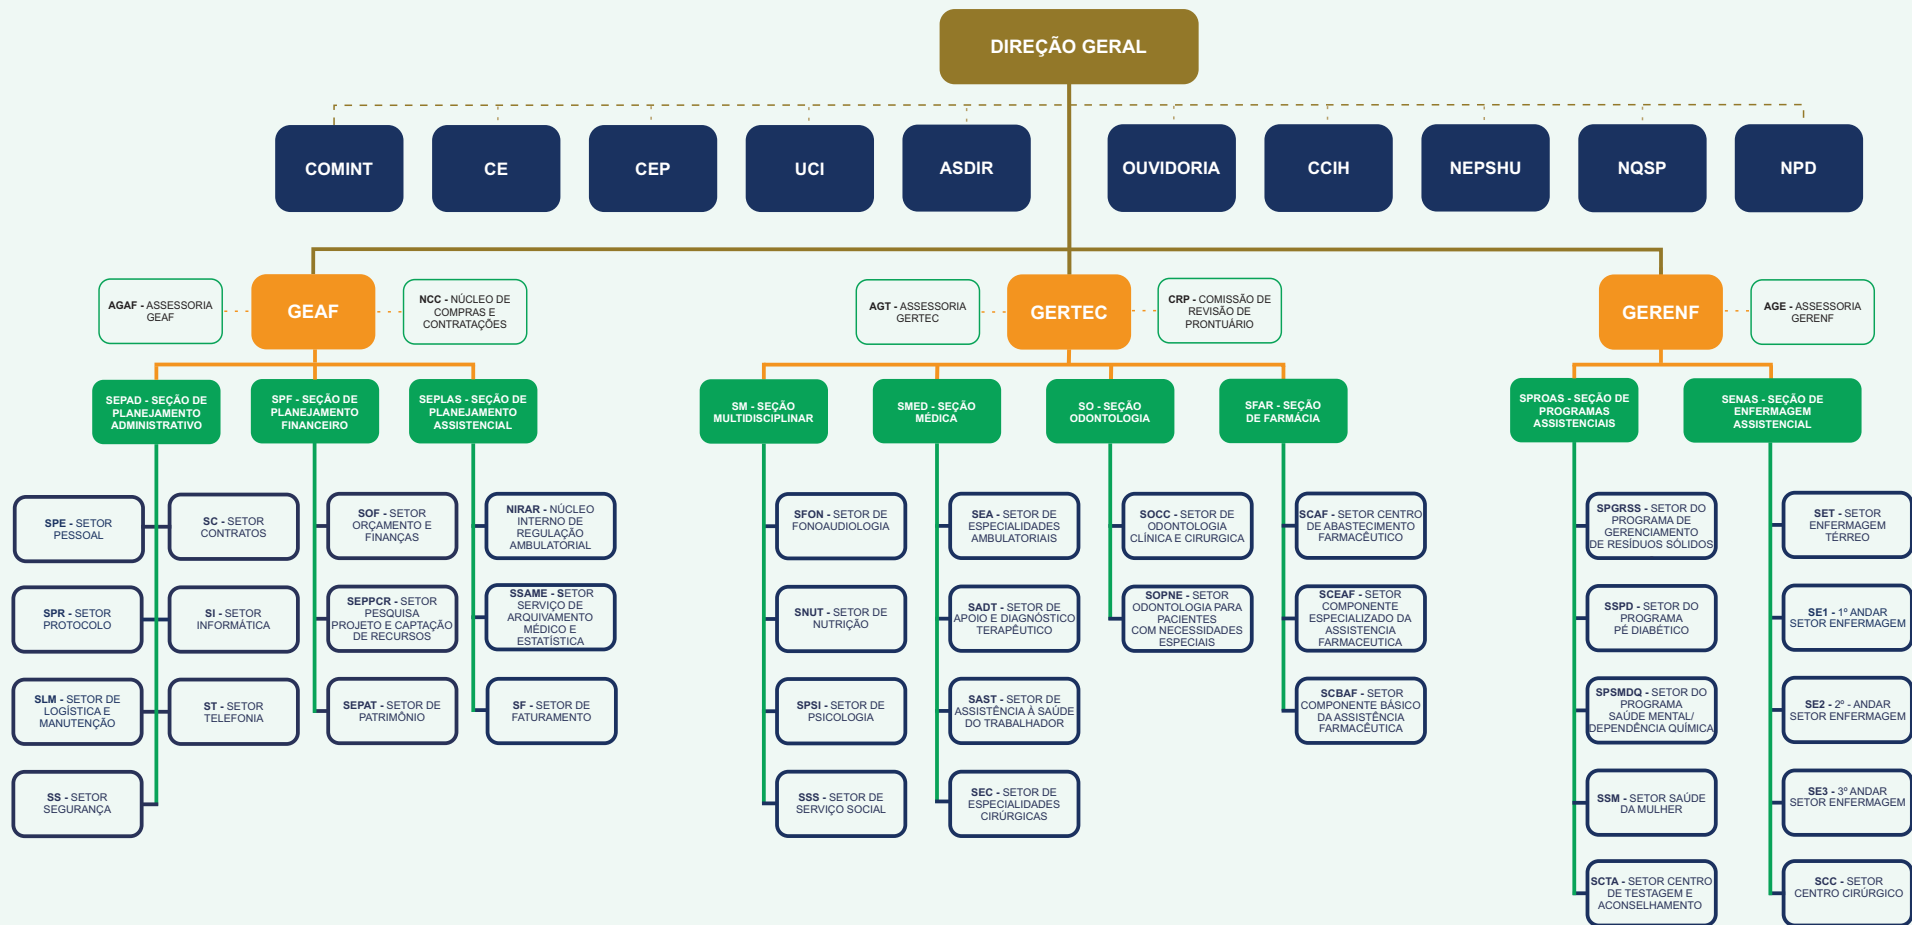 DIREÇÃO GERAL
COMINT
CE
CEP
UCI
ASDIR
OUVIDORIA
CCIH
NEPSHU
NQSP
NPD
AGAF - ASSESSORIA
GEAF
GEAF
NCC - NÚCLEO DE
COMPRAS E
CONTRATAÇÕES
AGT - ASSESSORIA
GERTEC
GERTEC
CRP - COMISSÃO DE
REVISÃO DE
PRONTUÁRIO
GERENF
AGE - ASSESSORIA
GERENF
SEPAD - SEÇÃO DE
PLANEJAMENTO
ADMINISTRATIVO
SPF - SEÇÃO DE
PLANEJAMENTO
FINANCEIRO
SEPLAS - SEÇÃO DE
PLANEJAMENTO
ASSISTENCIAL
SM - SEÇÃO
MULTIDISCIPLINAR
SMED - SEÇÃO
MÉDICA
SO - SEÇÃO
ODONTOLOGIA
SFAR - SEÇÃO
DE FARMÁCIA
SPROAS - SEÇÃO DE
PROGRAMAS
ASSISTENCIAIS
SENAS - SEÇÃO DE
ENFERMAGEM
ASSISTENCIAL
SPE - SETOR
PESSOAL
SC - SETOR
CONTRATOS
SOF - SETOR
ORÇAMENTO E
FINANÇAS
NIRAR - NÚCLEO
INTERNO DE
REGULAÇÃO
AMBULATÓRIAL
SFON - SETOR DE
FONOAUDIOLOGIA
SEA - SETOR DE
ESPECIALIDADES
AMBULATORIAIS
SOCC - SETOR DE
ODONTOLOGIA
CLÍNICA E CIRURGICA
SCAF - SETOR CENTRO
DE ABASTECIMENTO
FARMACÊUTICO
SPGRSS - SETOR DO
PROGRAMA DE
GERENCIAMENTO
DE RESÍDUOS SÓLIDOS
SET - SETOR
ENFERMAGEM
TÉRREO
SPR - SETOR
PROTOCOLO
SI - SETOR
INFORMÁTICA
SEPPCR - SETOR
PESQUISA
PROJETO E CAPTAÇÃO
DE RECURSOS
SSAME - SETOR
SERVIÇO DE
ARQUIVAMENTO
MÉDICO E
ESTATÍSTICA
SNUT - SETOR DE
NUTRIÇÃO
SADT - SETOR DE
APOIO E DIAGNÓSTICO
TERAPÊUTICO
SOPNE - SETOR
ODONTOLOGIA PARA
PACIENTES
COM NECESSIDADES
ESPECIAIS
SCEAF - SETOR
COMPONENTE
ESPECIALIZADO DA
ASSISTENCIA
FARMACEUTICA
SSPD - SETOR DO
PROGRAMA
PÉ DIABÉTICO
SE1 - 1º ANDAR
SETOR ENFERMAGEM
SLM - SETOR DE
LOGÍSTICA E
MANUTENÇÃO
ST - SETOR
TELEFONIA
SEPAT - SETOR DE
PATRIMÔNIO
SF - SETOR DE
FATURAMENTO
SPSI - SETOR DE
PSICOLOGIA
SAST - SETOR DE
ASSISTÊNCIA À SAÚDE
DO TRABALHADOR
SCBAF - SETOR
COMPONENTE BÁSICO
DA ASSISTÊNCIA
FARMACÊUTICA
SPSMDQ - SETOR DO
PROGRAMA
SAÚDE MENTAL/
DEPENDÊNCIA QUÍMICA
SE2 - 2º - ANDAR
SETOR ENFERMAGEM
SS - SETOR
SEGURANÇA
SSS - SETOR DE
SERVIÇO SOCIAL
SEC - SETOR DE
ESPECIALIDADES
CIRÚRGICAS
SSM - SETOR SAÚDE
DA MULHER
SE3 - 3º ANDAR
SETOR ENFERMAGEM
SCTA - SETOR CENTRO
DE TESTAGEM E
ACONSELHAMENTO
SCC - SETOR
CENTRO CIRÚRGICO